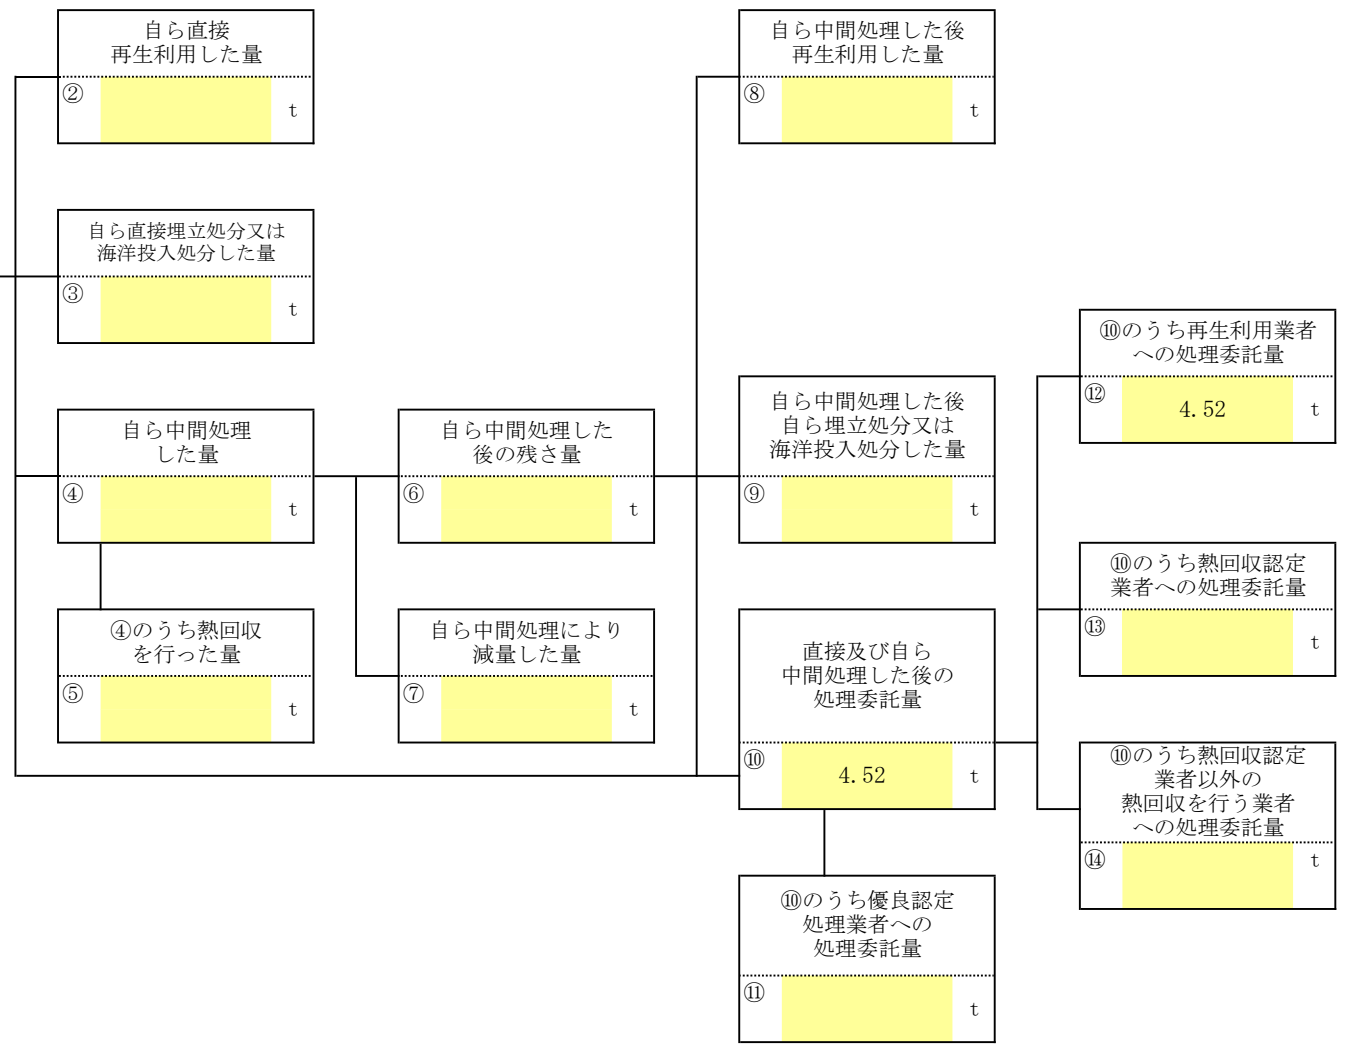 自ら直接
再生利用した量
②
t
自ら中間処理した後
再生利用した量
⑧
t
自ら直接埋立処分又は
海洋投入処分した量
③
t
⑩のうち再生利用業者
への処理委託量
⑫
4.52 t
自ら中間処理
した量
④
t
自ら中間処理した
後の残さ量
⑥
t
自ら中間処理した後
自ら埋立処分又は
海洋投入処分した量
⑨
t
⑩のうち熱回収認定
業者への処理委託量
⑬
t
④のうち熱回収
を行った量
⑤
t
自ら中間処理により
減量した量
⑦
t
直接及び自ら
中間処理した後の
処理委託量
⑩
4.52 t
⑩のうち熱回収認定
業者以外の
熱回収を行う業者
への処理委託量
⑭
t
⑩のうち優良認定
処理業者への
処理委託量
⑪
t